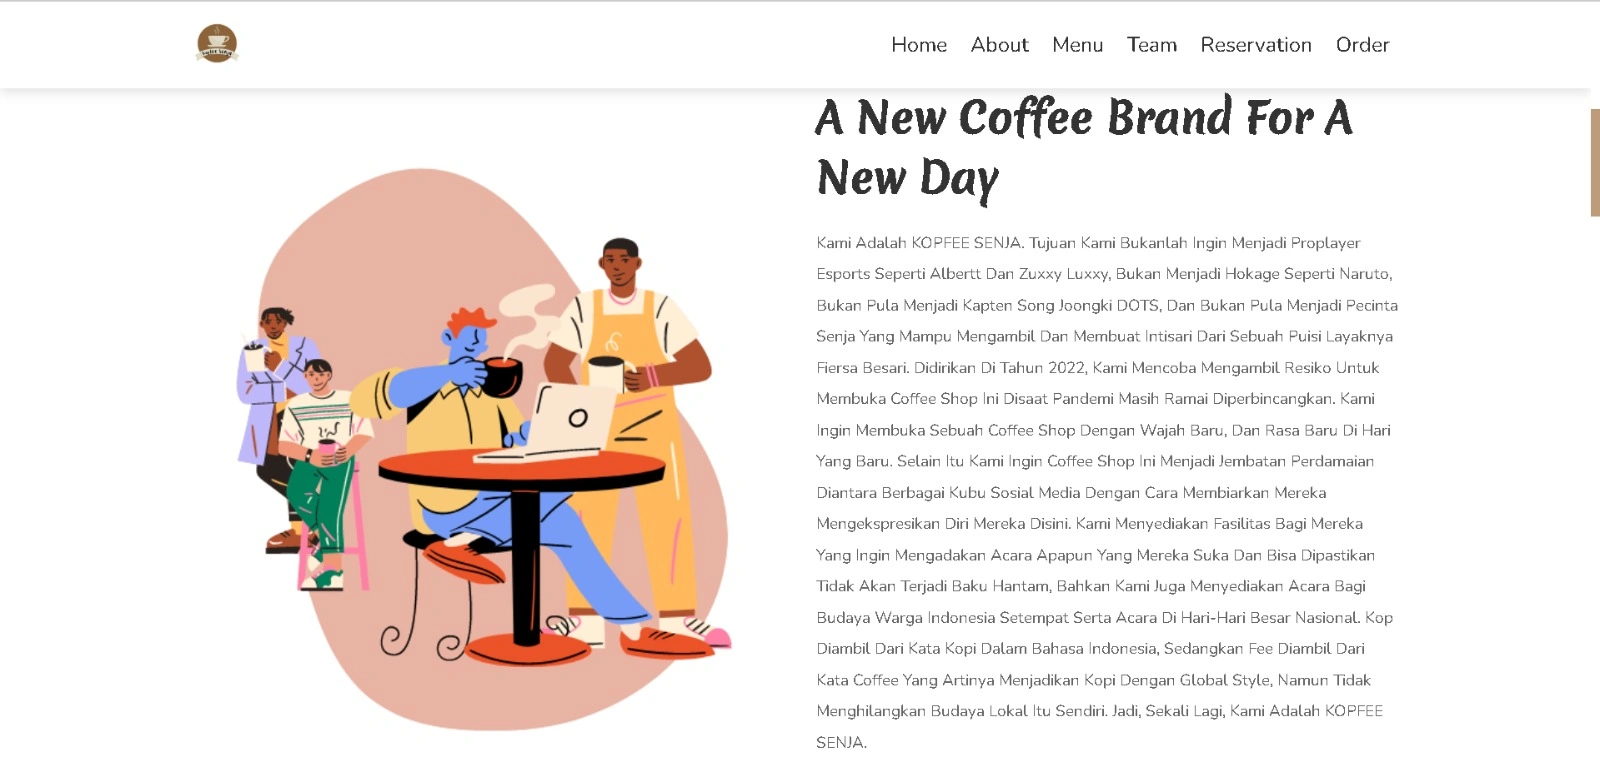 Home About Menu Team Reservation Order
A New Coffee Brand For A
New Day
Kami Adalah KOPFEE SENJA. Tujuan Kami Bukanlah Ingin Menjadi Proplayer
Esports Seperti Albertt Dan Zuxxy Luxxy, Bukan Menjadi Hokage Seperti Naruto,
Bukan Pula Menjadi Kapten Song Joongki DOTS, Dan Bukan Pula Menjadi Pecinta
Senja Yang Mampu Mengambil Dan Membuat Intisari Dari Sebuah Puisi Layaknya
Fiersa Besari. Didirikan Di Tahun 2022, Kami Mencoba Mengambil Resiko Untuk
Membuka Coffee Shop Ini Disaat Pandemi Masih Ramai Diperbincangkan. Kami
Ingin Membuka Sebuah Coffee Shop Dengan Wajah Baru, Dan Rasa Baru Di Hari
Yang Baru. Selain Itu Kami Ingin Coffee Shop Ini Menjadi Jembatan Perdamaian
Diantara Berbagai Kubu Sosial Media Dengan Cara Membiarkan Mereka
Mengekspresikan Diri Mereka Disini. Kami Menyediakan Fasilitas Bagi Mereka
Yang Ingin Mengadakan Acara Apapun Yang Mereka Suka Dan Bisa Dipastikan
Tidak Akan Terjadi Baku Hantam, Bahkan Kami Juga Menyediakan Acara Bagi
Budaya Warga Indonesia Setempat Serta Acara Di Hari-Hari Besar Nasional. Kop
Diambil Dari Kata Kopi Dalam Bahasa Indonesia, Sedangkan Fee Diambil Dari
Kata Coffee Yang Artinya Menjadikan Kopi Dengan Global Style, Namun Tidak
Menghilangkan Budaya Lokal Itu Sendiri. Jadi, Sekali Lagi, Kami Adalah KOPFEE
SENJA.